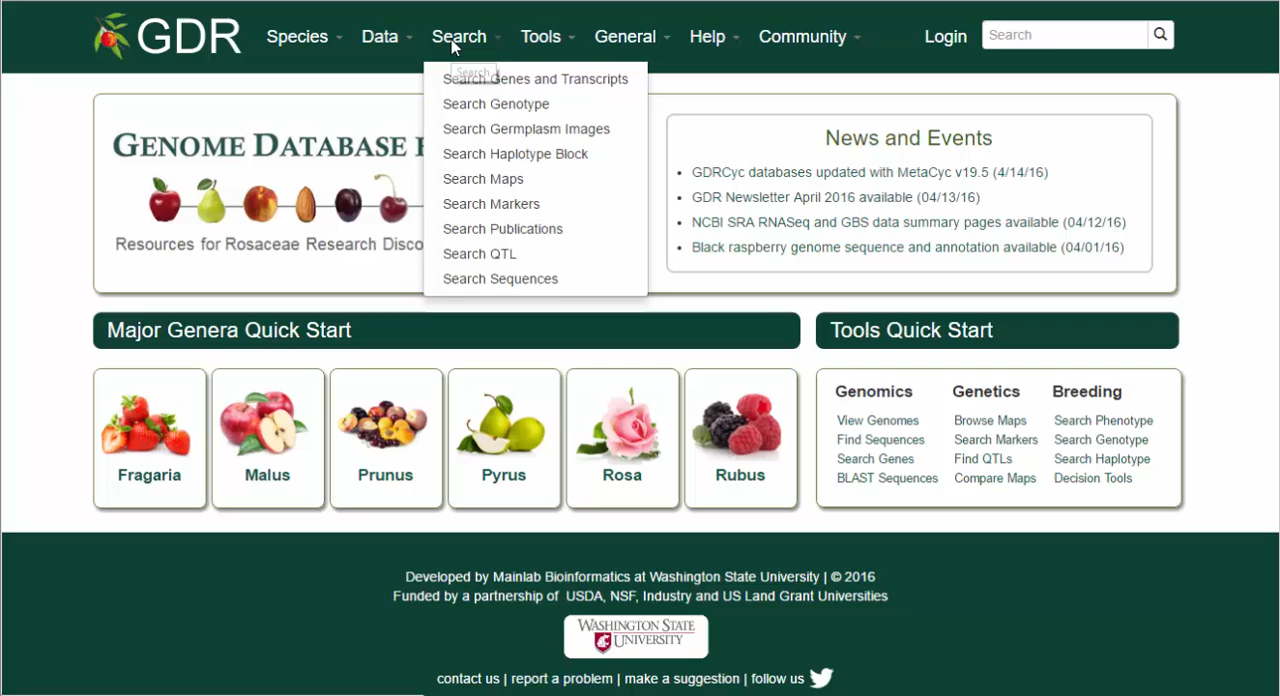 GDR
Species Data Search Tools General Help Community Login Search
Search
Search Genes and Transcripts
Search Genotype
Search Germplasm Images
Search Haplotype Block
Search Maps
Search Markers
Search Publications
Search QTL
Search Sequences
GENOME DATABASE
Resources for Rosaceae Research
News and Events
GDRCyc databases updated with MetaCyc v19.5 (4/14/16)
GDR Newsletter April 2016 available (04/13/16)
NCBI SRA RNASeq and GBS data summary pages available (04/12/16)
Black raspberry genome sequence and annotation available (04/01/16)
Major Genera Quick Start
Fragaria
Malus
Prunus
Pyrus
Rosa
Rubus
Tools Quick Start
Genomics
View Genomes
Find Sequences
Search Genes
BLAST Sequences
Genetics
Browse Maps
Search Markers
Find QTLs
Compare Maps
Breeding
Search Phenotype
Search Genotype
Search Haplotype
Decision Tools
Developed by Mainlab Bioinformatics at Washington State University | © 2016
Funded by a partnership of USDA, NSF, Industry and US Land Grant Universities
WASHINGTON STATE
UNIVERSITY
contact us | report a problem | make a suggestion | follow us